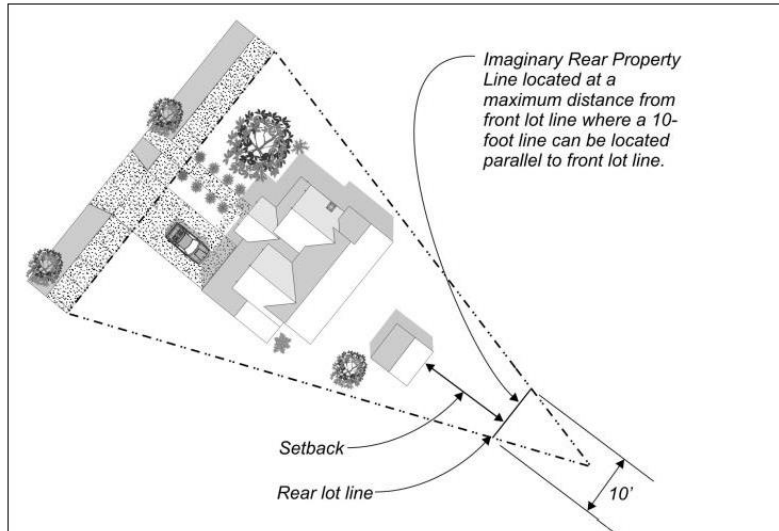 Imaginary Rear Property
Line located at a
maximum distance from
front lot line where a 10-
foot line can be located
parallel to front lot line.
Setback
Rear lot line
10’